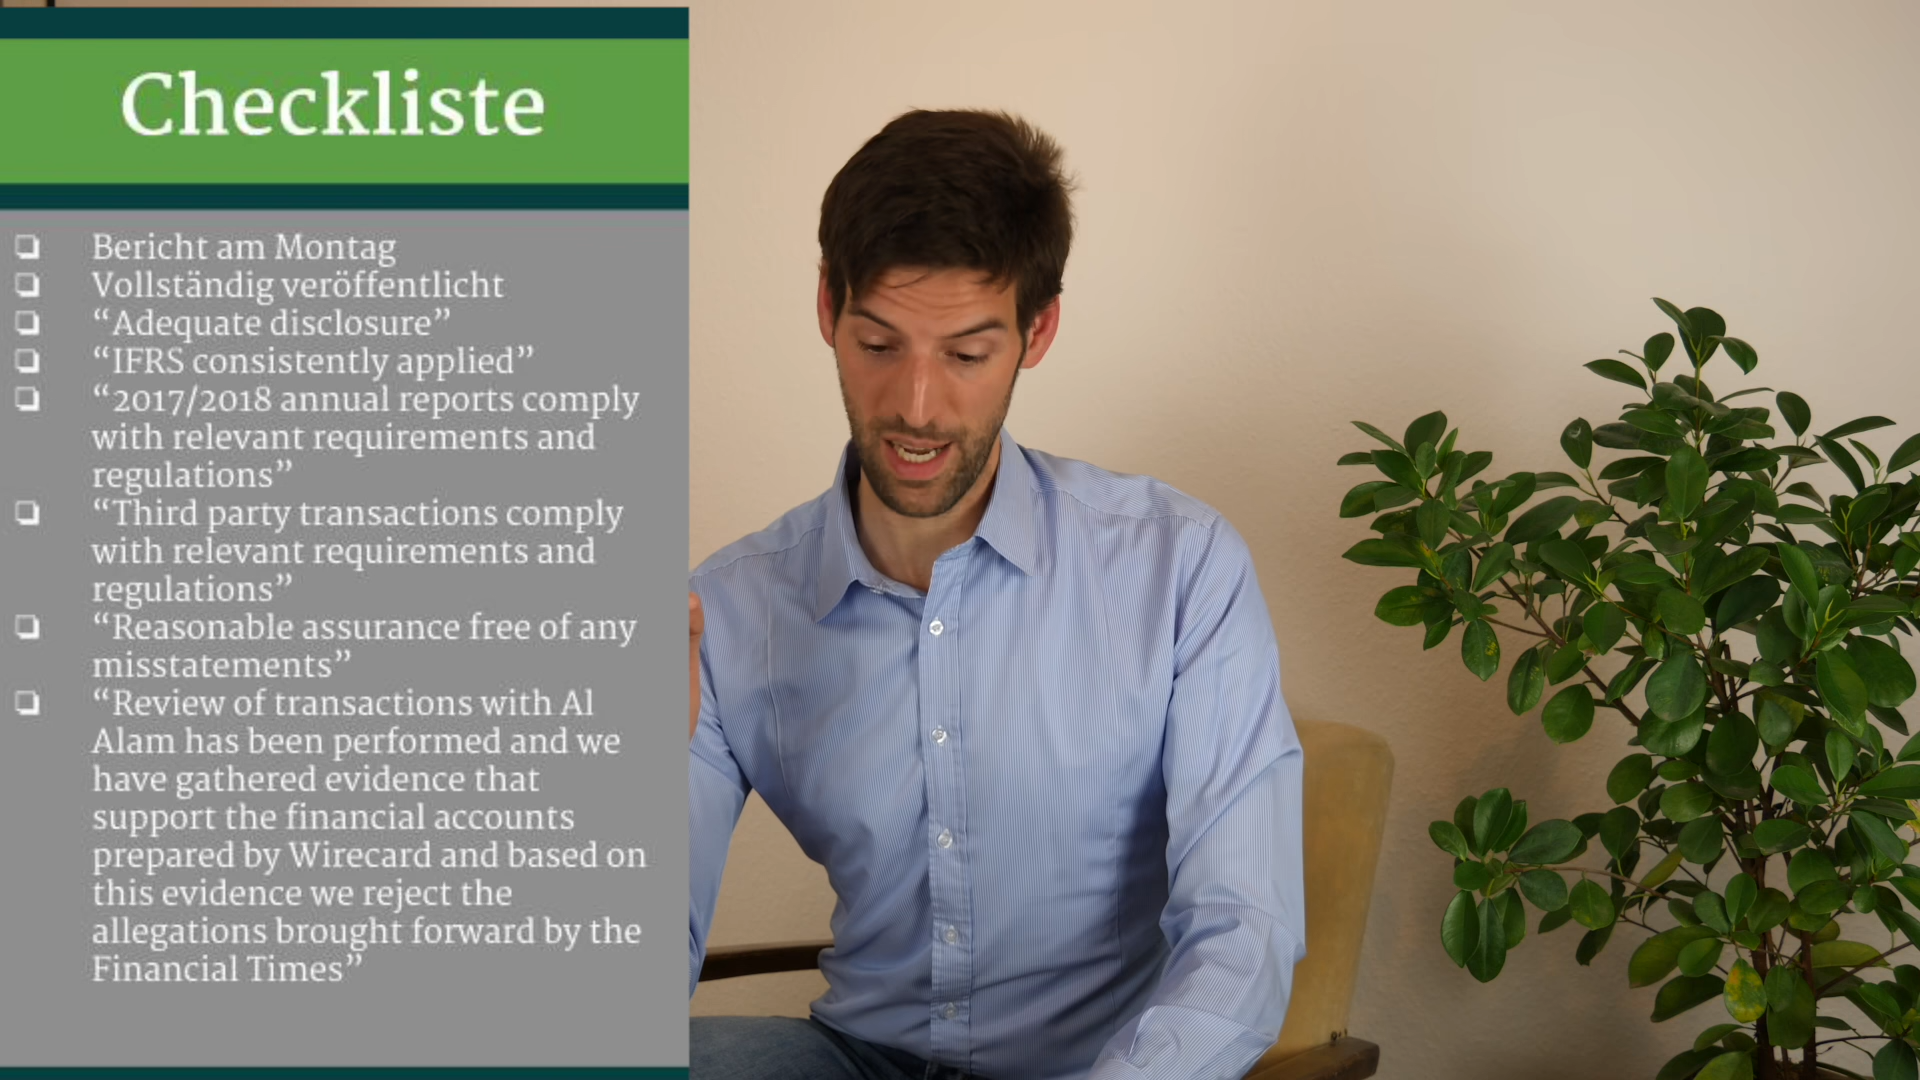 Checkliste
Bericht am Montag
Vollständig veröffentlicht
“Adequate disclosure”
“IFRS consistently applied”
“2017/2018 annual reports comply
with relevant requirements and
regulations”
“Third party transactions comply
with relevant requirements and
regulations”
“Reasonable assurance free of any
misstatements”
“Review of transactions with Al
Alam has been performed and we
have gathered evidence that
support the financial accounts
prepared by Wirecard and based on
this evidence we reject the
allegations brought forward by the
Financial Times”